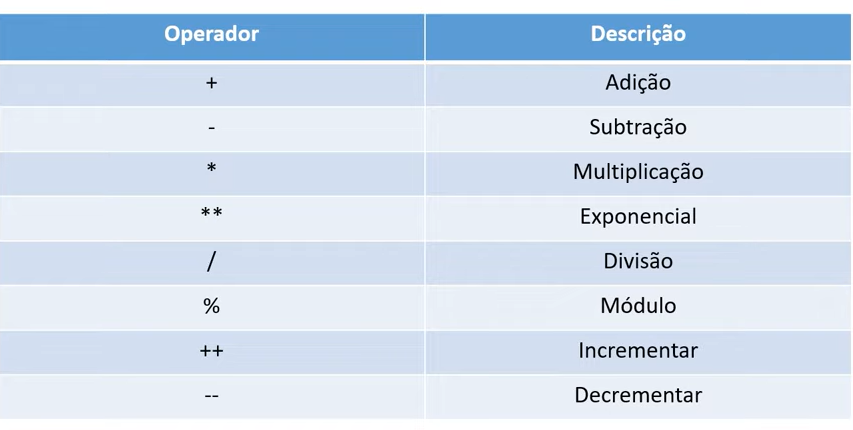 Operador Descrição
+ Adição
- Subtração
* Multiplicação
** Exponencial
/ Divisão
% Módulo
++ Incrementar
-- Decrementar